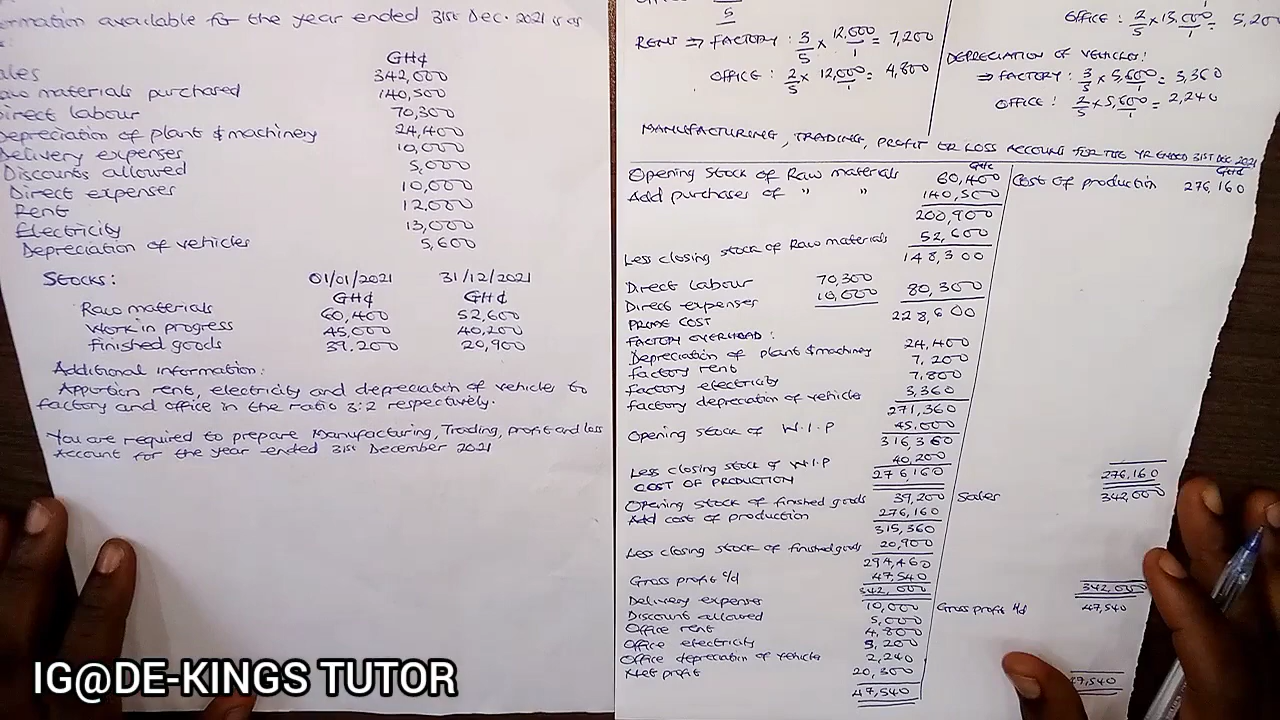 ormation available for the year ended 31st Dec. 2021 is as
:
GH¢
ales 342,000
aw materials purchased 140,500
irect labour 70,300
Depreciation of plant & machinery 24,400
Delivery expenses 10,000
Discounts allowed 5,000
Direct expenses 10,000
Rent 12,000
Electricity 13,000
Depreciation of vehicles 5,600
STOCKS: 01/01/2021 31/12/2021
GH¢ GH¢
Raw materials 60,400 52,600
Work in progress 45,000 40,200
finished goods 39.200 20,900
Additional information:
Apportion rent, electricity and depreciation of vehicles to
factory and office in the ratio 3:2 respectively.
You are required to prepare Manufacturing, Trading, profit and loss
Account for the year ended 31st December 2021
5
RENT => FACTORY : 3/5 × 12,000/1 = 7,200
OFFICE : 2/5 × 12,000/1 = 4,800
OFFICE : 2/5 × 13,000/1 = 5,20
DEPRECIATION OF VEHICLES:
=> FACTORY : 3/5 × 5,600/1 = 3,360
OFFICE : 2/5 × 5,600/1 = 2,240
MANUFACTURING, TRADING, PROFIT OR LOSS ACCOUNT FOR THE YR ENDED 31ST DEC 2021
GH¢ GH¢
Opening stock of Raw materials 60,400 Cost of production 276,160
Add purchases of " " 140,500
200,900
Less closing stock of Raw materials 52,600
148,300
Direct labour 70,300
Direct expenses 10,000 80,300
PRIME COST 228,600
FACTORY OVERHEAD:
Depreciation of plant & machinery 24,400
factory rent 7,200
factory electricity 7,800
factory depreciation of vehicle 3,360
271,360
Opening stock of W.I.P 45,000
316,360
Less closing stock of W.I.P 40,200
COST OF PRODUCTION 276,160 276,160
Opening stock of finished goods 39,200 Sales 342,000
Add cost of production 276,160
315,360
Less closing stock of finished goods 20,900
294,460
Gross profit c/d 47,540
342,000 342,000
Delivery expenses 10,000 Gross profit b/d 47,540
Discounts allowed 5,000
Office rent 4,800
Office electricity 5,200
Office depreciation of vehicle 2,240
Net profit 20,300
47,540 47,540
IG@DE-KINGS TUTOR